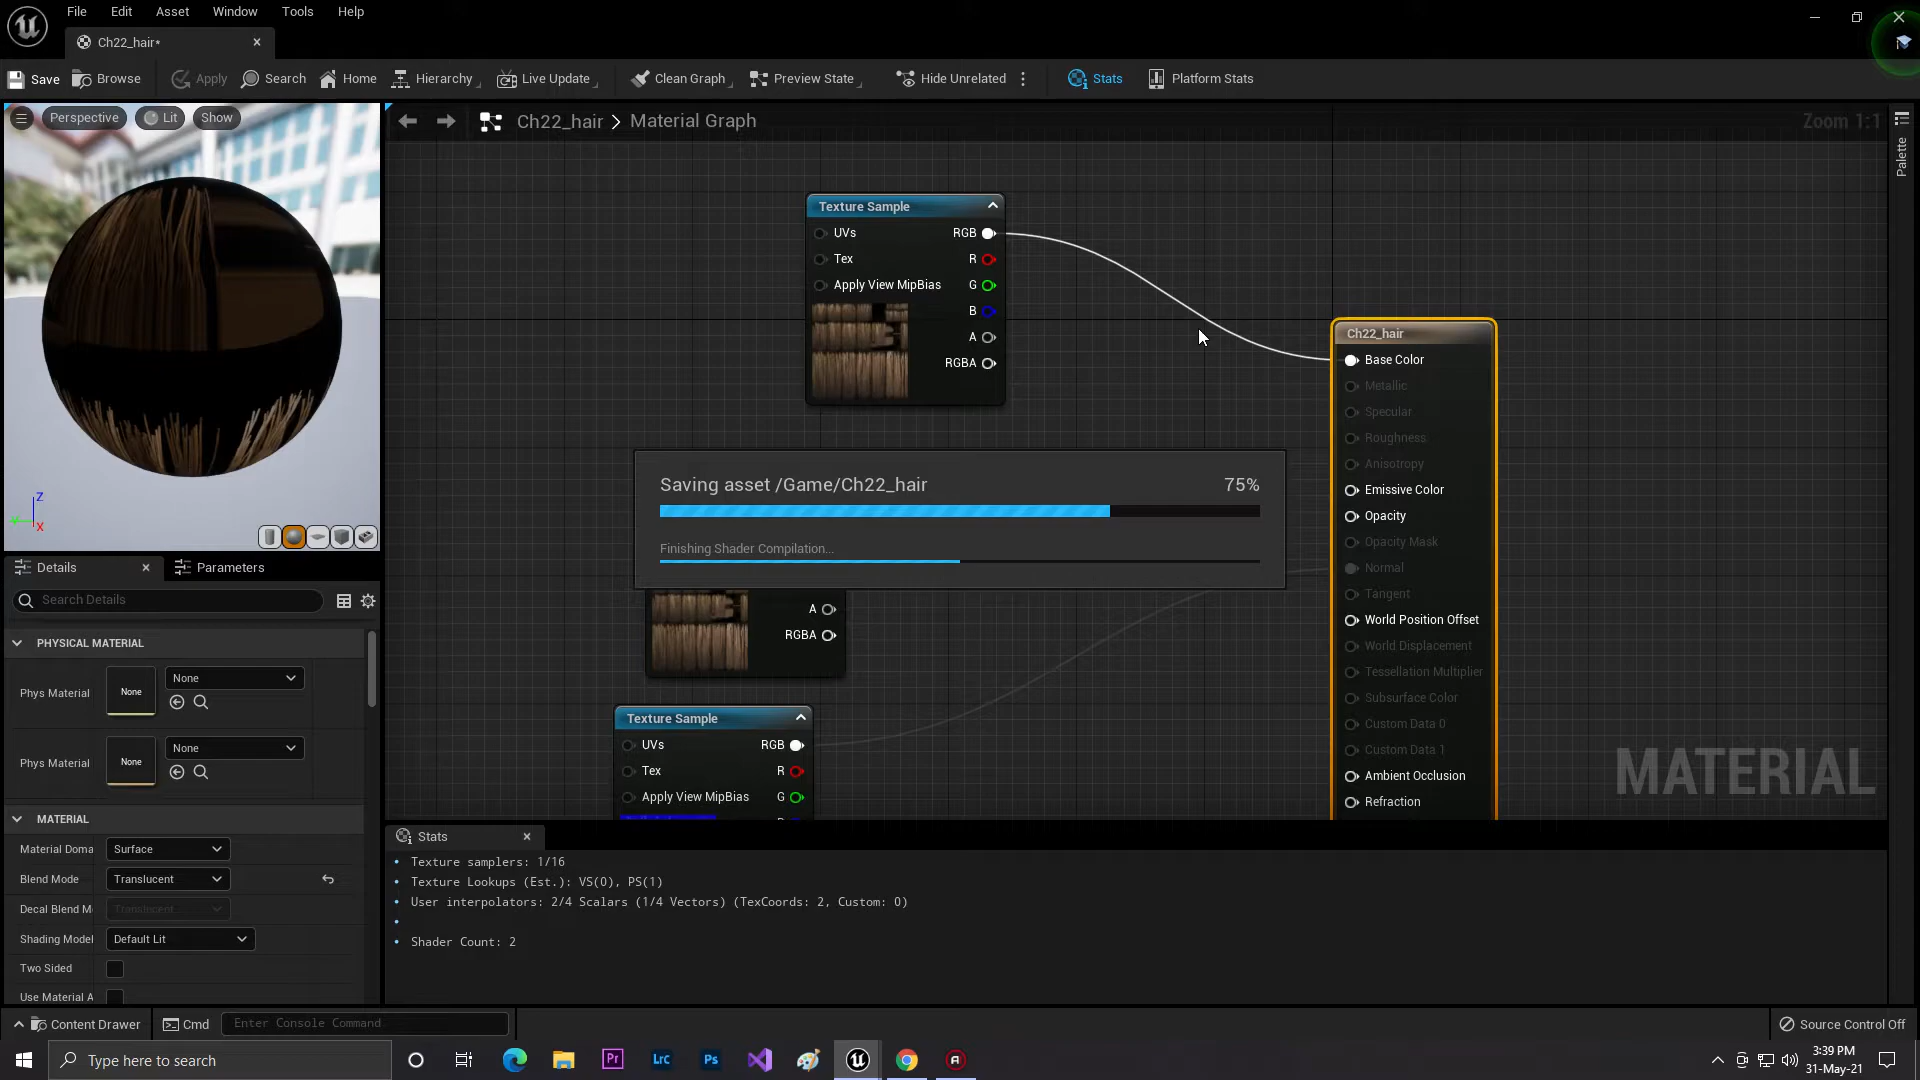 File Edit Asset Window Tools Help
Ch22_hair*
Save Browse Apply Search Home Hierarchy Live Update Clean Graph Preview State Hide Unrelated Stats Platform Stats
Perspective Lit Show
Ch22_hair > Material Graph
Zoom 1:1
Palette
Texture Sample
UVs RGB
Tex R
Apply View MipBias G
B
A
RGBA
Ch22_hair
Base Color
Metallic
Specular
Roughness
Anisotropy
Emissive Color
Opacity
Opacity Mask
Normal
Tangent
World Position Offset
World Displacement
Tessellation Multiplier
Subsurface Color
Custom Data 0
Custom Data 1
Ambient Occlusion
Refraction
Saving asset /Game/Ch22_hair 75%
Finishing Shader Compilation...
A
RGBA
Texture Sample
UVs RGB
Tex R
Apply View MipBias G
MATERIAL
Z
X
Details Parameters
Search Details
PHYSICAL MATERIAL
Phys Material None None
Phys Material None None
MATERIAL
Material Doma Surface
Blend Mode Translucent
Decal Blend M Translucent
Shading Model Default Lit
Two Sided
Use Material A
Stats
• Texture samplers: 1/16
• Texture Lookups (Est.): VS(0), PS(1)
• User interpolators: 2/4 Scalars (1/4 Vectors) (TexCoords: 2, Custom: 0)
•
• Shader Count: 2
Content Drawer Cmd Enter Console Command Source Control Off
Type here to search
Pr Lrc Ps
3:39 PM
31-May-21